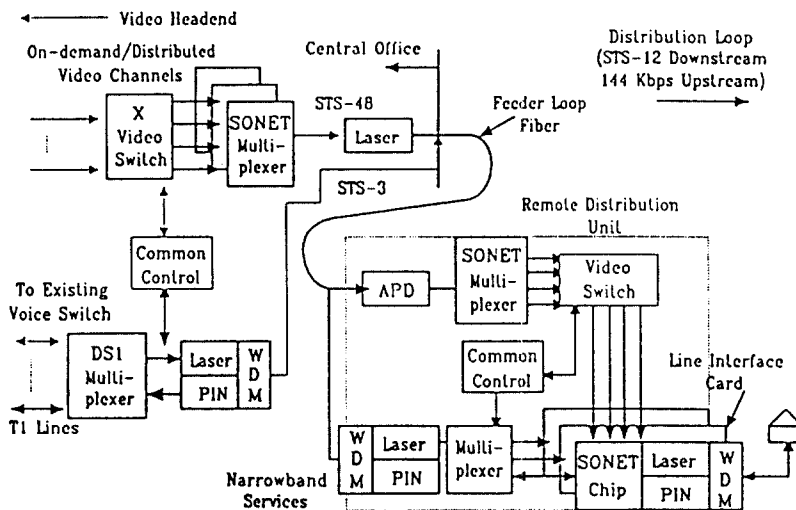 Video Headend
On-demand/Distributed
Video Channels
X
Video
Switch
SONET
Multi-
plexer
STS-48
Laser
Central Office
Distribution Loop
(STS-12 Downstream
144 Kbps Upstream)
Feeder Loop
Fiber
STS-3
Common
Control
To Existing
Voice Switch
DS1
Multi-
plexer
Laser
PIN
W
D
M
T1 Lines
Remote Distribution
Unit
APD
SONET
Multi-
plexer
Video
Switch
Common
Control
Line Interface
Card
W
D
M
Laser
PIN
Multi-
plexer
SONET
Chip
Laser
PIN
W
D
M
Narrowband
Services